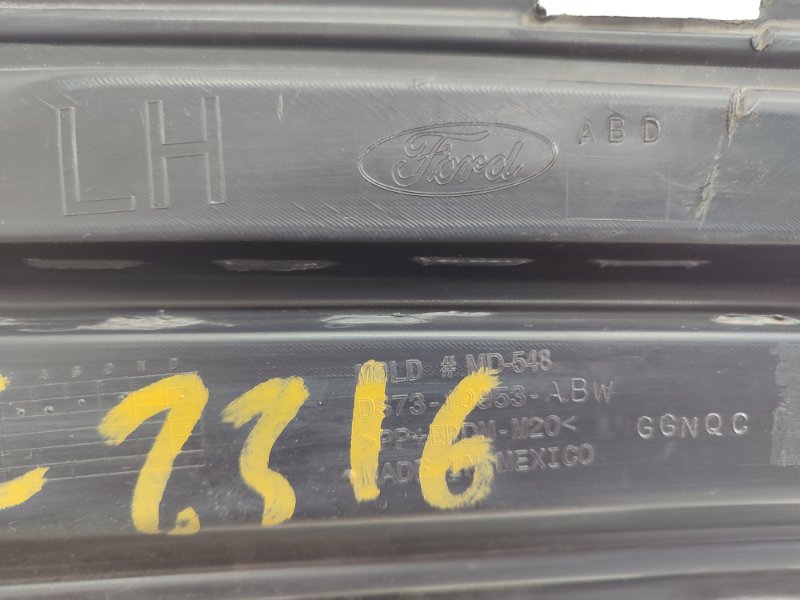 LH
Ford
ABD
MOLD # MD-548
DS73-19953-ABW
>PP+EPDM-M20<
GGNQC
MADE IN MEXICO
2316